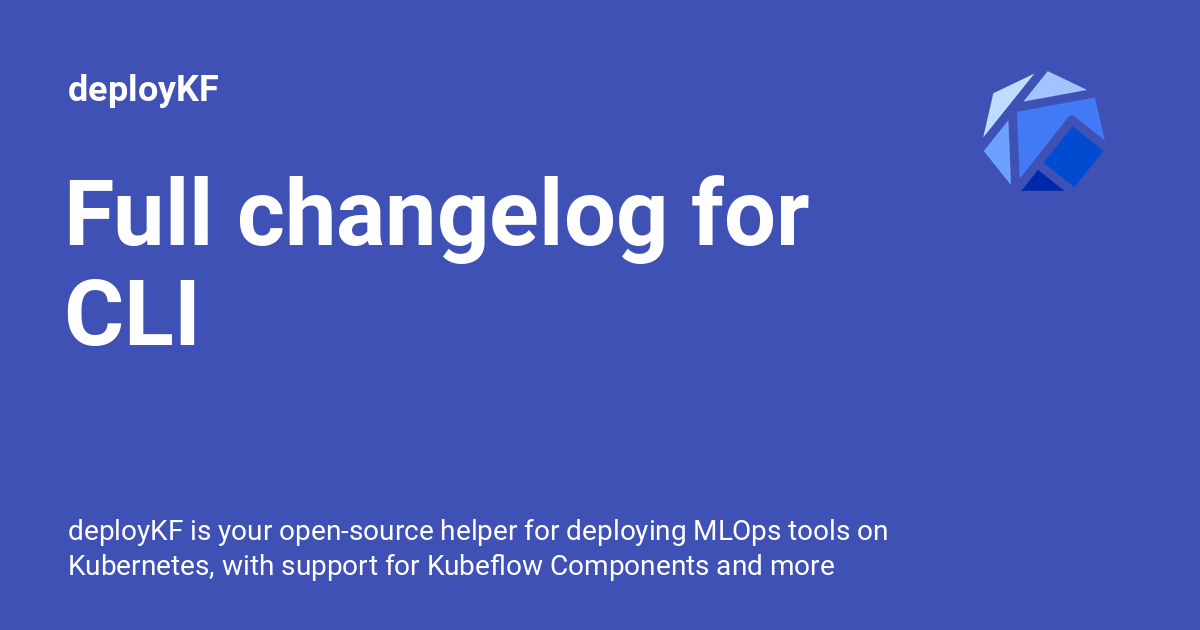 deployKF
Full changelog for
CLI
deployKF is your open-source helper for deploying MLOps tools on
Kubernetes, with support for Kubeflow Components and more